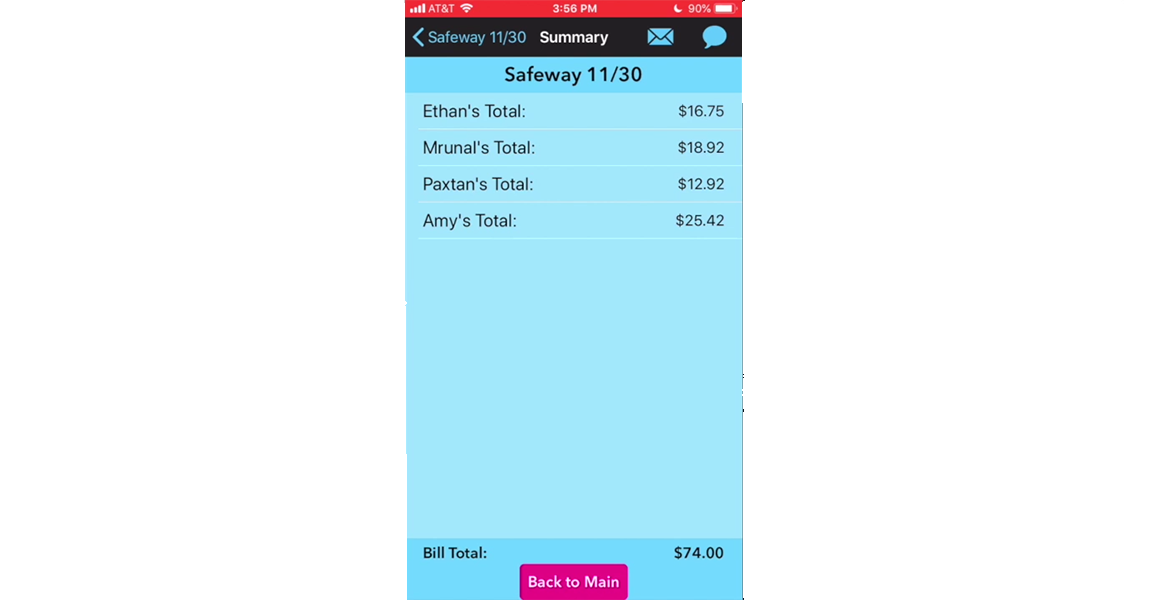 AT&T 3:56 PM 90%
Safeway 11/30 Summary
Safeway 11/30
Ethan's Total: $16.75
Mrunal's Total: $18.92
Paxtan's Total: $12.92
Amy's Total: $25.42
Bill Total: $74.00
Back to Main